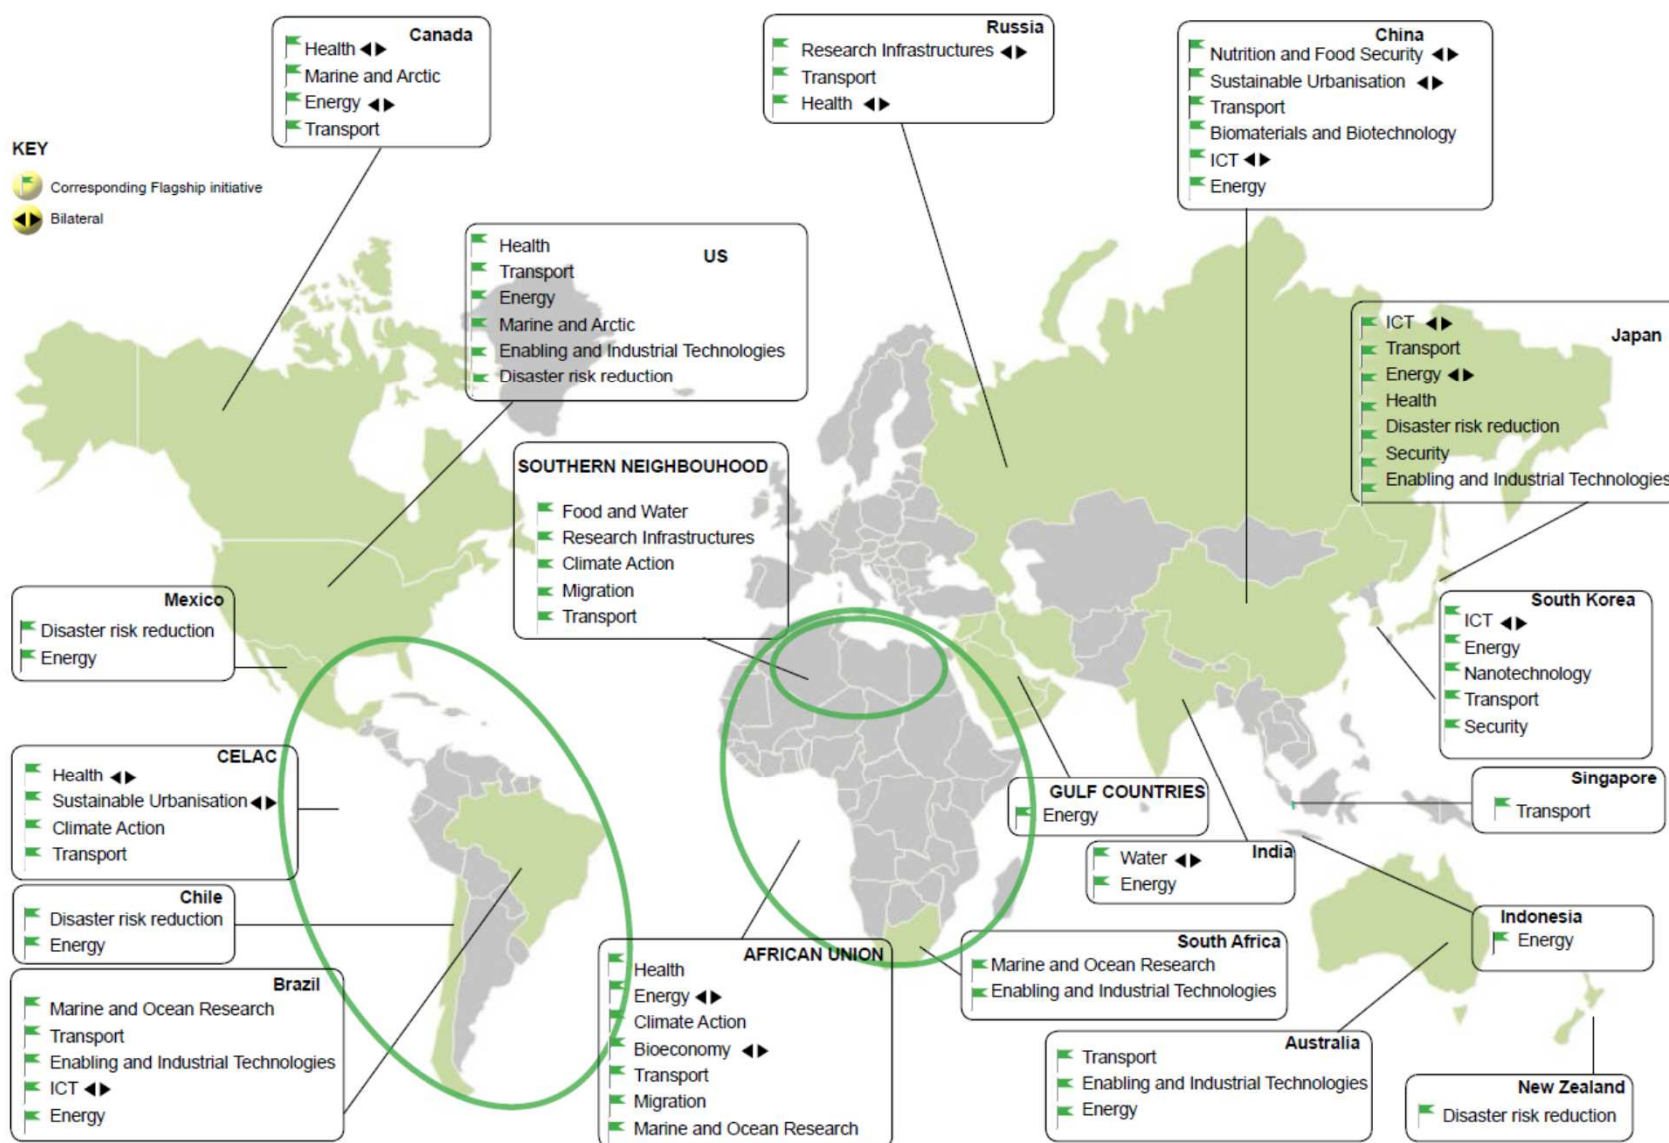 Canada
Health
Marine and Arctic
Energy
Transport
Russia
Research Infrastructures
Transport
Health
China
Nutrition and Food Security
Sustainable Urbanisation
Transport
Biomaterials and Biotechnology
ICT
Energy
KEY
Corresponding Flagship initiative
Bilateral
US
Health
Transport
Energy
Marine and Arctic
Enabling and Industrial Technologies
Disaster risk reduction
Japan
ICT
Transport
Energy
Health
Disaster risk reduction
Security
Enabling and Industrial Technologies
SOUTHERN NEIGHBOUHOOD
Food and Water
Research Infrastructures
Climate Action
Migration
Transport
Mexico
Disaster risk reduction
Energy
South Korea
ICT
Energy
Nanotechnology
Transport
Security
CELAC
Health
Sustainable Urbanisation
Climate Action
Transport
GULF COUNTRIES
Energy
Singapore
Transport
India
Water
Energy
Chile
Disaster risk reduction
Energy
Indonesia
Energy
Brazil
Marine and Ocean Research
Transport
Enabling and Industrial Technologies
ICT
Energy
AFRICAN UNION
Health
Energy
Climate Action
Bioeconomy
Transport
Migration
Marine and Ocean Research
South Africa
Marine and Ocean Research
Enabling and Industrial Technologies
Australia
Transport
Enabling and Industrial Technologies
Energy
New Zealand
Disaster risk reduction